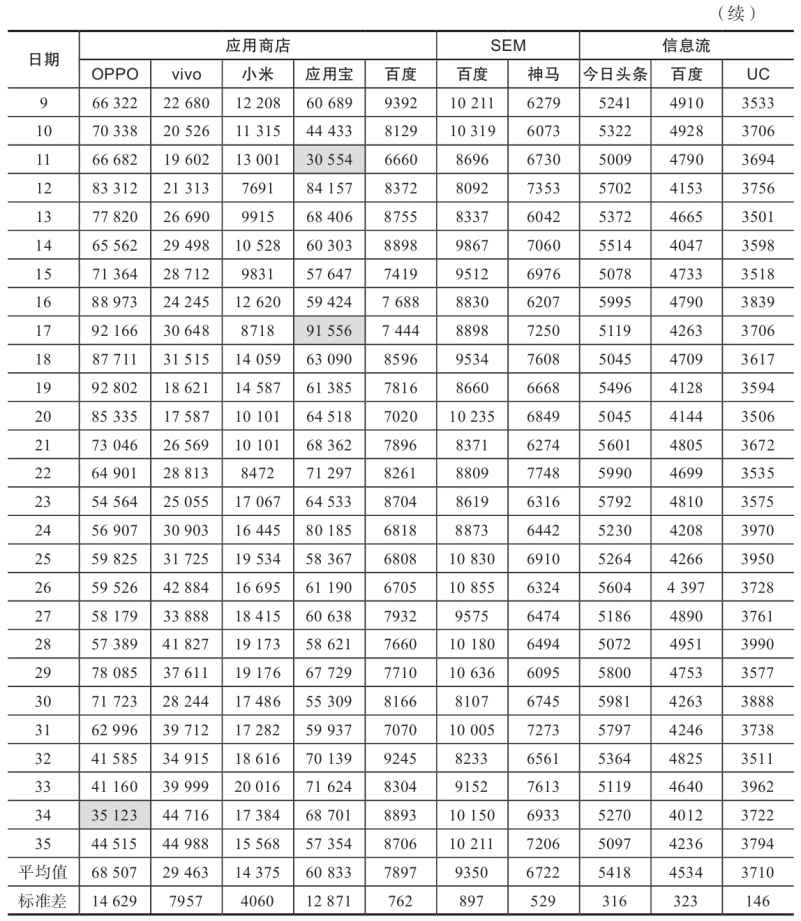 （续）
日期 应用商店 SEM 信息流
OPPO vivo 小米 应用宝 百度 百度 神马 今日头条 百度 UC
9 66 322 22 680 12 208 60 689 9392 10 211 6279 5241 4910 3533
10 70 338 20 526 11 315 44 433 8129 10 319 6073 5322 4928 3706
11 66 682 19 602 13 001 30 554 6660 8696 6730 5009 4790 3694
12 83 312 21 313 7691 84 157 8372 8092 7353 5702 4153 3756
13 77 820 26 690 9915 68 406 8755 8337 6042 5372 4665 3501
14 65 562 29 498 10 528 60 303 8898 9867 7060 5514 4047 3598
15 71 364 28 712 9831 57 647 7419 9512 6976 5078 4733 3518
16 88 973 24 245 12 620 59 424 7 688 8830 6207 5995 4790 3839
17 92 166 30 648 8718 91 556 7 444 8898 7250 5119 4263 3706
18 87 711 31 515 14 059 63 090 8596 9534 7608 5045 4709 3617
19 92 802 18 621 14 587 61 385 7816 8660 6668 5496 4128 3594
20 85 335 17 587 10 101 64 518 7020 10 235 6849 5045 4144 3506
21 73 046 26 569 10 101 68 362 7896 8371 6274 5601 4805 3672
22 64 901 28 813 8472 71 297 8261 8809 7748 5990 4699 3535
23 54 564 25 055 17 067 64 533 8704 8619 6316 5792 4810 3575
24 56 907 30 903 16 445 80 185 6818 8873 6442 5230 4208 3970
25 59 825 31 725 19 534 58 367 6808 10 830 6910 5264 4266 3950
26 59 526 42 884 16 695 61 190 6705 10 855 6324 5604 4 397 3728
27 58 179 33 888 18 415 60 638 7932 9575 6474 5186 4890 3761
28 57 389 41 827 19 173 58 621 7660 10 180 6494 5072 4951 3990
29 78 085 37 611 19 176 67 729 7710 10 636 6095 5800 4753 3577
30 71 723 28 244 17 486 55 309 8166 8107 6745 5981 4263 3888
31 62 996 39 712 17 282 59 937 7070 10 005 7273 5797 4246 3738
32 41 585 34 915 18 616 70 139 9245 8233 6561 5364 4825 3511
33 41 160 39 999 20 016 71 624 8304 9152 7613 5119 4640 3962
34 35 123 44 716 17 384 68 701 8893 10 150 6933 5270 4012 3722
35 44 515 44 988 15 568 57 354 8706 10 211 7206 5097 4236 3794
平均值 68 507 29 463 14 375 60 833 7897 9350 6722 5418 4534 3710
标准差 14 629 7957 4060 12 871 762 897 529 316 323 146